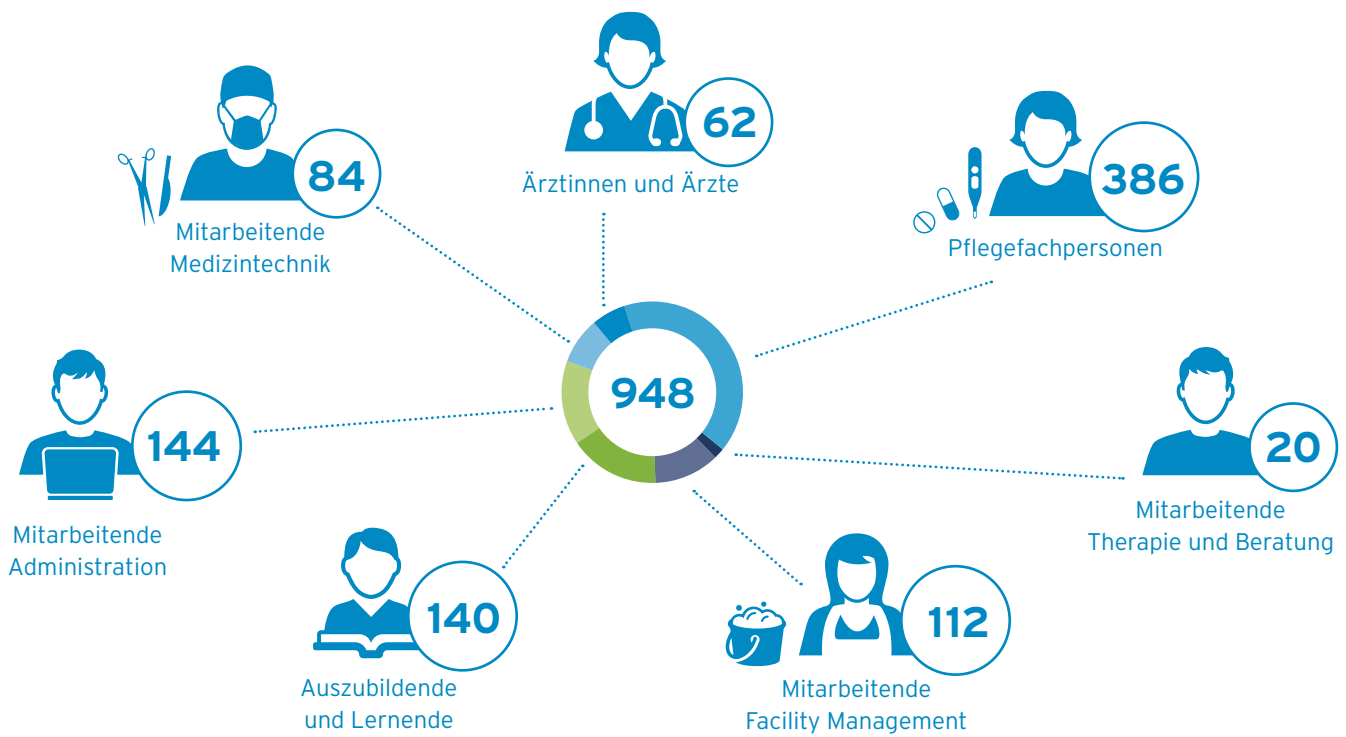 62
Ärztinnen und Ärzte
84
Mitarbeitende
Medizintechnik
386
Pflegefachpersonen
948
144
Mitarbeitende
Administration
20
Mitarbeitende
Therapie und Beratung
140
Auszubildende
und Lernende
112
Mitarbeitende
Facility Management